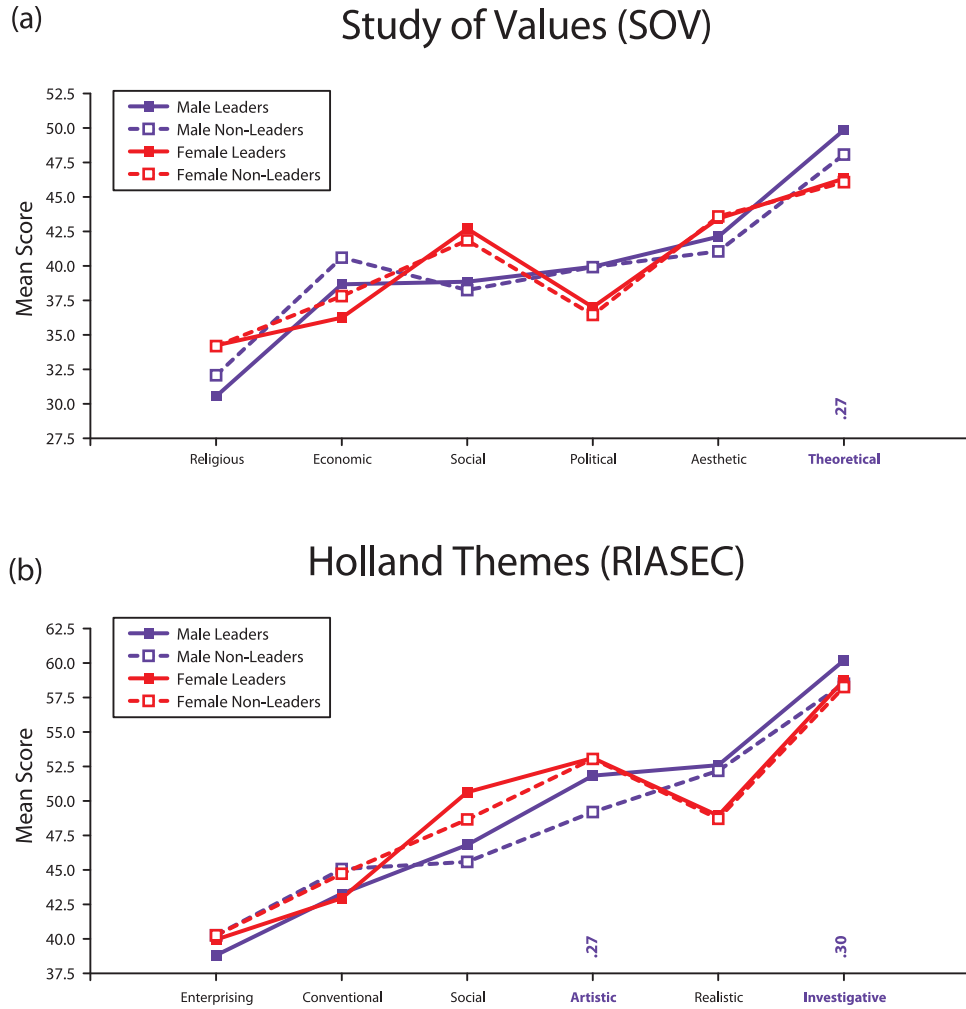 (a)
Study of Values (SOV)
Mean Score
52.5
50.0
47.5
45.0
42.5
40.0
37.5
35.0
32.5
30.0
27.5
Male Leaders
Male Non-Leaders
Female Leaders
Female Non-Leaders
.27
Religious Economic Social Political Aesthetic Theoretical
(b)
Holland Themes (RIASEC)
Mean Score
62.5
60.0
57.5
55.0
52.5
50.0
47.5
45.0
42.5
40.0
37.5
Male Leaders
Male Non-Leaders
Female Leaders
Female Non-Leaders
.27 .30
Enterprising Conventional Social Artistic Realistic Investigative